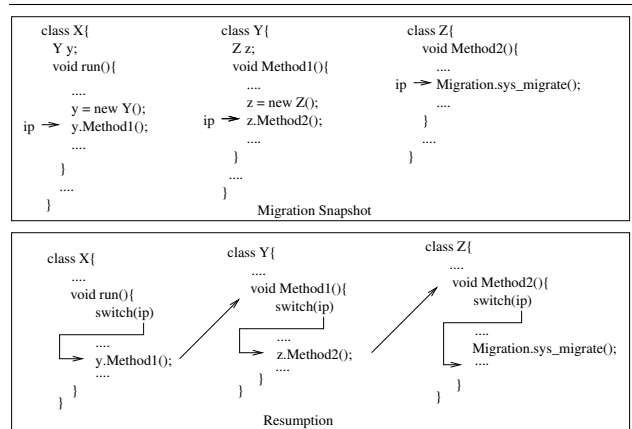 class X{
Y y;
void run(){
....
y = new Y();
ip
y.Method1();
....
}
....
}
class Y{
Z z;
void Method1(){
....
z = new Z();
ip
z.Method2();
....
}
....
}
class Z{
void Method2(){
....
ip
Migration.sys_migrate();
....
}
....
}
Migration Snapshot
class X{
....
void run(){
switch(ip)
....
y.Method1();
....
}
}
class Y{
....
void Method1(){
switch(ip)
....
z.Method2();
....
}
}
class Z{
....
void Method2(){
switch(ip)
....
Migration.sys_migrate();
....
}
}
Resumption